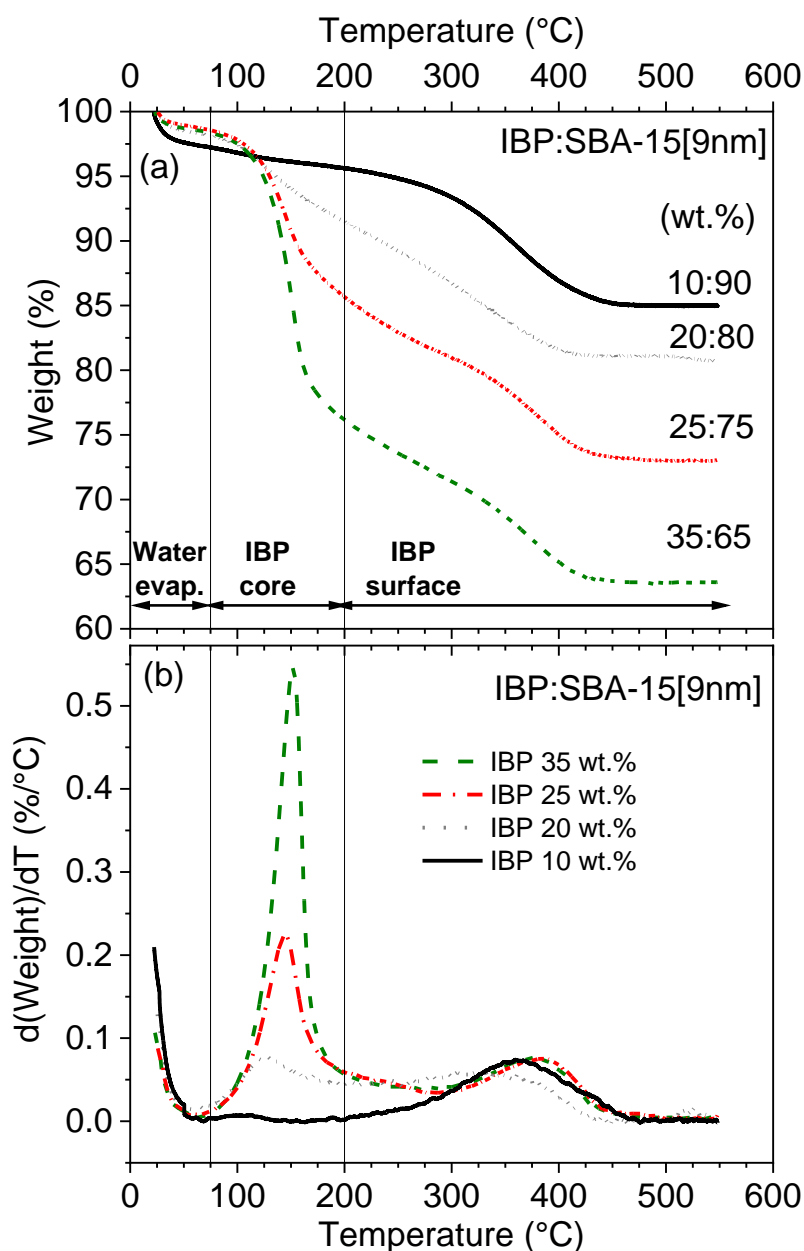 Temperature (°C)
0 100 200 300 400 500 600
100
95
90
85
80
75
70
65
60
Weight (%)
(a)
IBP:SBA-15[9nm]
(wt.%)
10:90
20:80
25:75
35:65
Water
evap.
IBP
core
IBP
surface
(b)
IBP:SBA-15[9nm]
IBP 35 wt.%
IBP 25 wt.%
IBP 20 wt.%
IBP 10 wt.%
0.5
0.4
0.3
0.2
0.1
0.0
d(Weight)/dT (%/°C)
0 100 200 300 400 500 600
Temperature (°C)